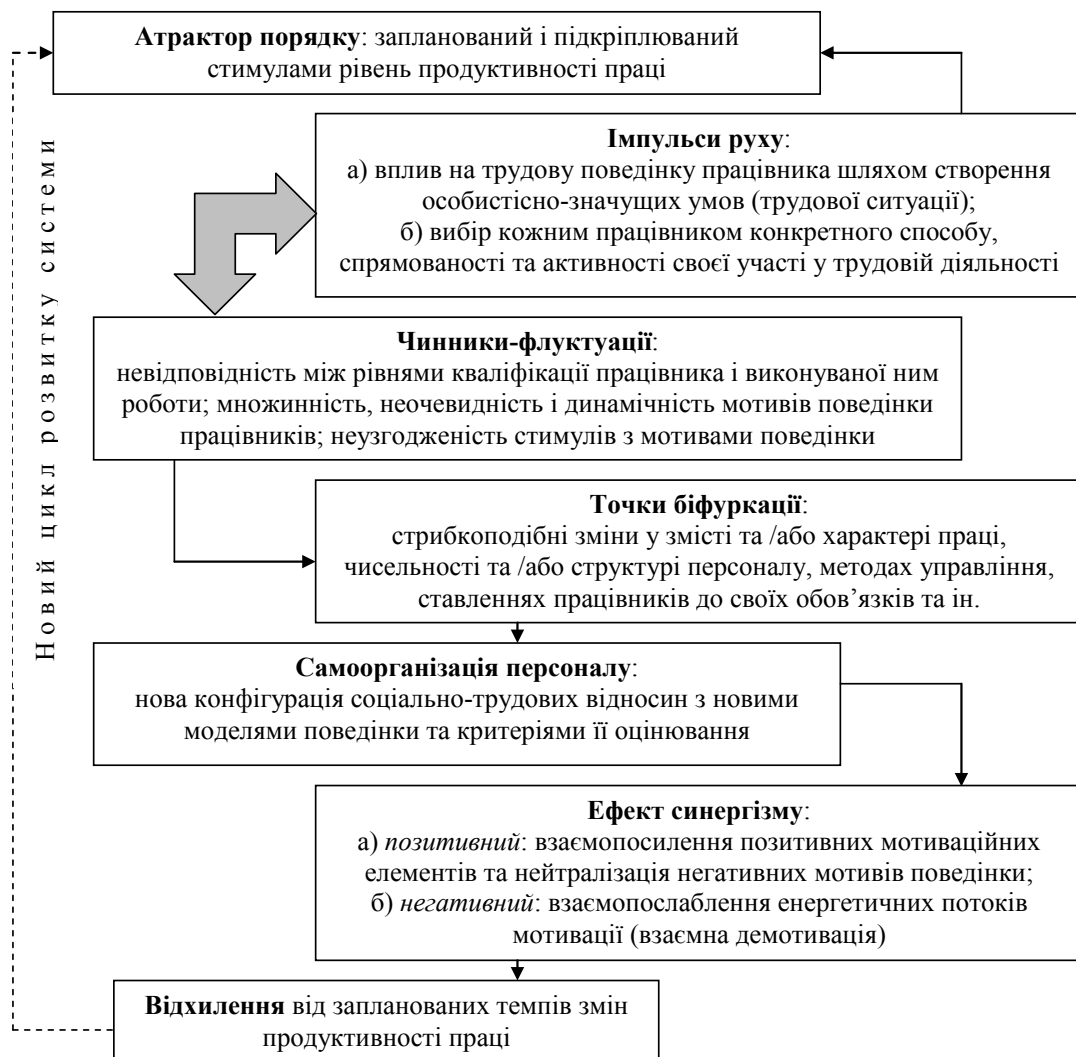 Атрактор порядку: запланований і підкріплюваний
стимулами рівень продуктивності праці
Імпульси руху:
а) вплив на трудову поведінку працівника шляхом створення
особистісно-значущих умов (трудової ситуації);
б) вибір кожним працівником конкретного способу,
спрямованості та активності своєї участі у трудовій діяльності
Новий цикл розвитку системи
Чинники-флуктуації:
невідповідність між рівнями кваліфікації працівника і виконуваної ним
роботи; множинність, неочевидність і динамічність мотивів поведінки
працівників; неузгодженість стимулів з мотивами поведінки
Точки біфуркації:
стрибкоподібні зміни у змісті та /або характері праці,
чисельності та /або структурі персоналу, методах управління,
ставленнях працівників до своїх обов’язків та ін.
Самоорганізація персоналу:
нова конфігурація соціально-трудових відносин з новими
моделями поведінки та критеріями її оцінювання
Ефект синергізму:
а) позитивний: взаємопосилення позитивних мотиваційних
елементів та нейтралізація негативних мотивів поведінки;
б) негативний: взаємопослаблення енергетичних потоків
мотивації (взаємна демотивація)
Відхилення від запланованих темпів змін
продуктивності праці